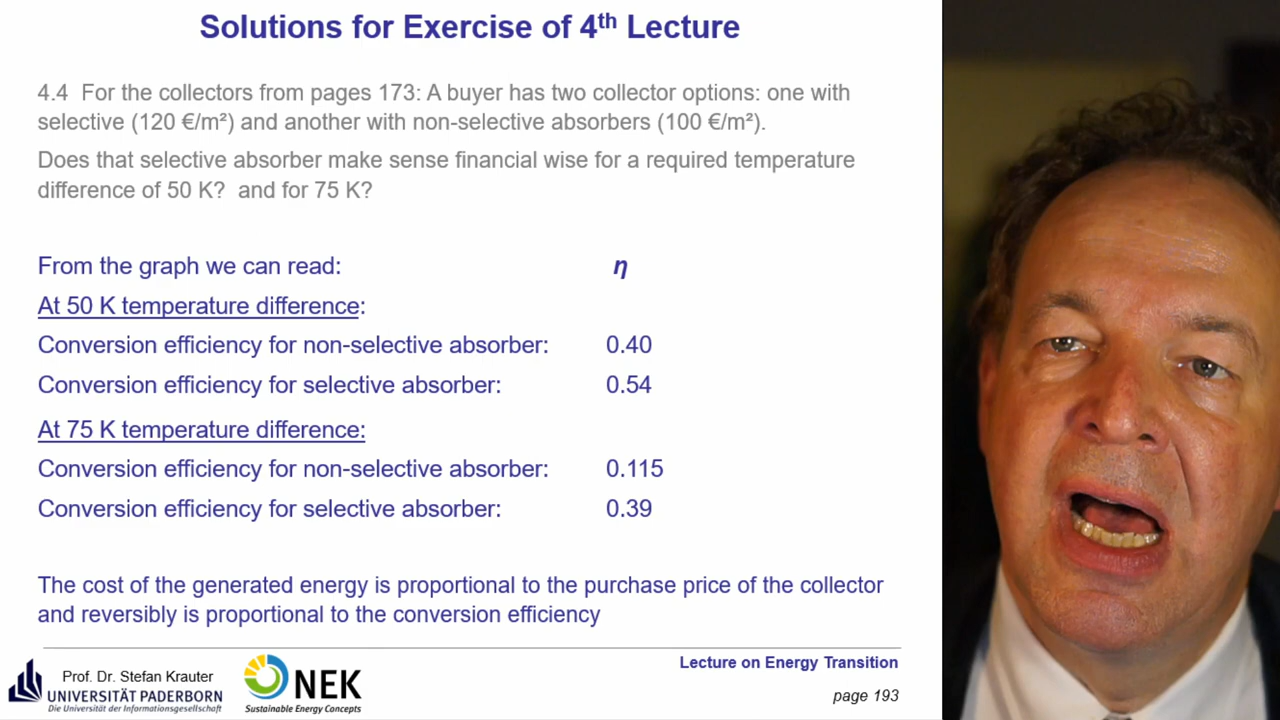 Solutions for Exercise of 4th Lecture
4.4 For the collectors from pages 173: A buyer has two collector options: one with
selective (120 €/m²) and another with non-selective absorbers (100 €/m²).
Does that selective absorber make sense financial wise for a required temperature
difference of 50 K? and for 75 K?
From the graph we can read: η
At 50 K temperature difference:
Conversion efficiency for non-selective absorber: 0.40
Conversion efficiency for selective absorber: 0.54
At 75 K temperature difference:
Conversion efficiency for non-selective absorber: 0.115
Conversion efficiency for selective absorber: 0.39
The cost of the generated energy is proportional to the purchase price of the collector
and reversibly is proportional to the conversion efficiency
Lecture on Energy Transition
Prof. Dr. Stefan Krauter
UNIVERSITÄT PADERBORN
Die Universität der Informationsgesellschaft
NEK
Sustainable Energy Concepts
page 193